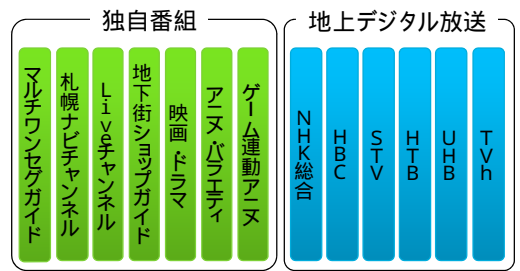 独自番組
マルチワンセグガイド
札幌ナビチャンネル
Liveチャンネル
地下街ショップガイド
映画・ドラマ
アニメ・バラエティ
ゲーム連動アニメ
地上デジタル放送
NHK総合
HBC
STV
HTB
UHB
TVh